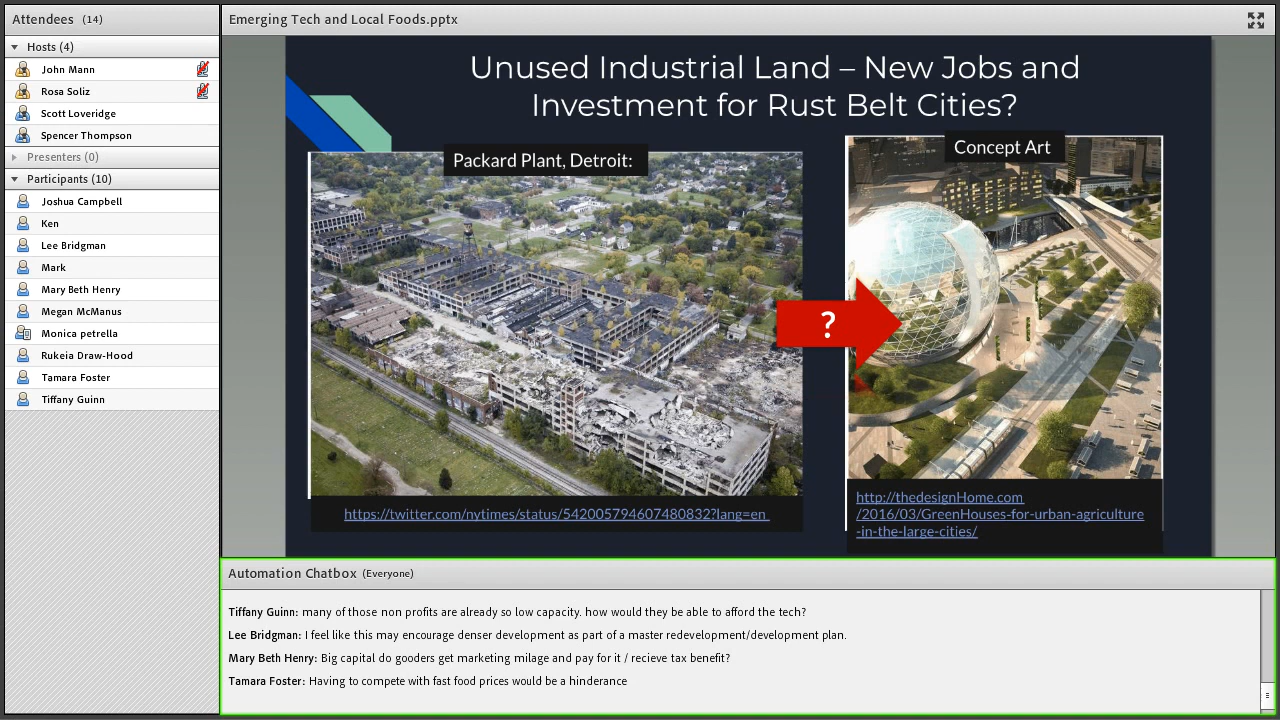 Attendees (14)
Hosts (4)
John Mann
Rosa Soliz
Scott Loveridge
Spencer Thompson
Presenters (0)
Participants (10)
Joshua Campbell
Ken
Lee Bridgman
Mark
Mary Beth Henry
Megan McManus
Monica petrella
Rukeia Draw-Hood
Tamara Foster
Tiffany Guinn
Emerging Tech and Local Foods.pptx
Unused Industrial Land – New Jobs and
Investment for Rust Belt Cities?
Packard Plant, Detroit:
Concept Art
?
https://twitter.com/nytimes/status/542005794607480832?lang=en
http://thedesignHome.com
/2016/03/GreenHouses-for-urban-agriculture
-in-the-large-cities/
Automation Chatbox (Everyone)
Tiffany Guinn: many of those non profits are already so low capacity. how would they be able to afford the tech?
Lee Bridgman: I feel like this may encourage denser development as part of a master redevelopment/development plan.
Mary Beth Henry: Big capital do gooders get marketing milage and pay for it / recieve tax benefit?
Tamara Foster: Having to compete with fast food prices would be a hinderance